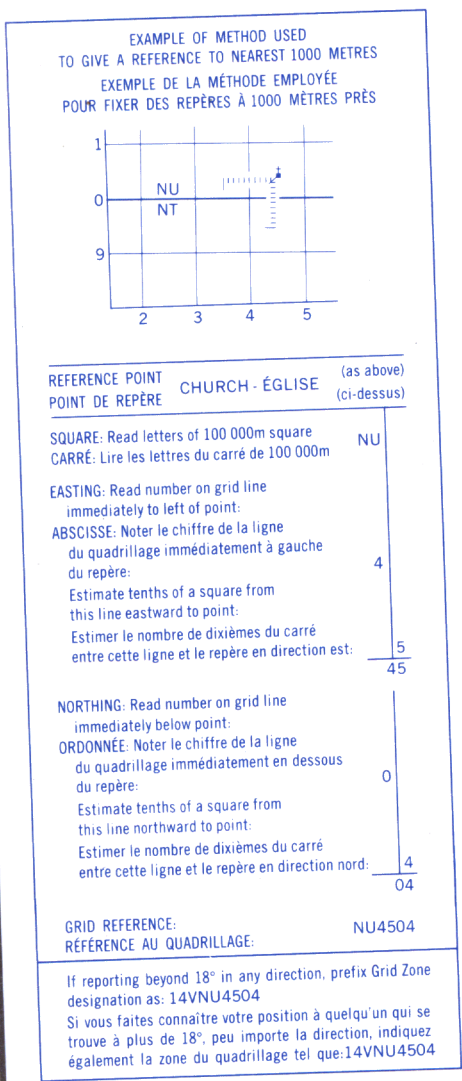 EXAMPLE OF METHOD USED
TO GIVE A REFERENCE TO NEAREST 1000 METRES
EXEMPLE DE LA MÉTHODE EMPLOYÉE
POUR FIXER DES REPÈRES À 1000 MÈTRES PRÈS
1
NU
0
NT
9
2 3 4 5
REFERENCE POINT
POINT DE REPÈRE
CHURCH - ÉGLISE
(as above)
(ci-dessus)
SQUARE: Read letters of 100 000m square
CARRÉ: Lire les lettres du carré de 100 000m
NU
EASTING: Read number on grid line
immediately to left of point:
ABSCISSE: Noter le chiffre de la ligne
du quadrillage immédiatement à gauche
du repère:
4
Estimate tenths of a square from
this line eastward to point:
Estimer le nombre de dixièmes du carré
entre cette ligne et le repère en direction est: 5
45
NORTHING: Read number on grid line
immediately below point:
ORDONNÉE: Noter le chiffre de la ligne
du quadrillage immédiatement en dessous
du repère:
0
Estimate tenths of a square from
this line northward to point:
Estimer le nombre de dixièmes du carré
entre cette ligne et le repère en direction nord: 4
04
GRID REFERENCE:
RÉFÉRENCE AU QUADRILLAGE:
NU4504
If reporting beyond 18° in any direction, prefix Grid Zone
designation as: 14VNU4504
Si vous faites connaître votre position à quelqu'un qui se
trouve à plus de 18°, peu importe la direction, indiquez
également la zone du quadrillage tel que:14VNU4504